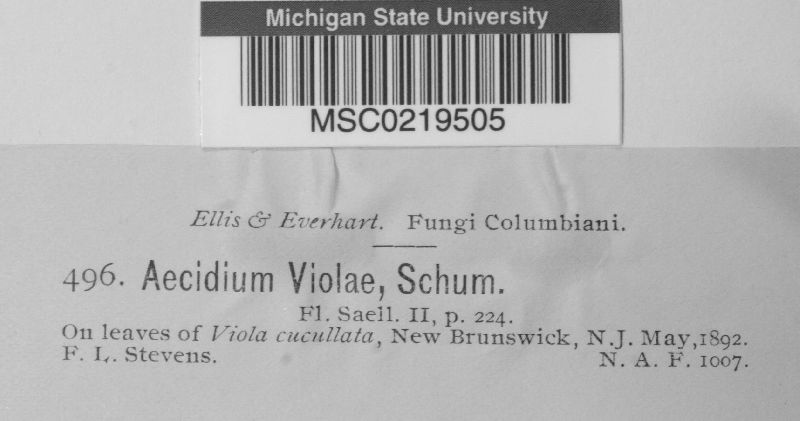 Michigan State University
MSC0219505
Ellis & Everhart. Fungi Columbiani.
496. Aecidium Violae, Schum.
Fl. Saell. II, p. 224.
On leaves of Viola cucullata, New Brunswick, N.J. May,1892.
F. L. Stevens. N. A. F. 1007.